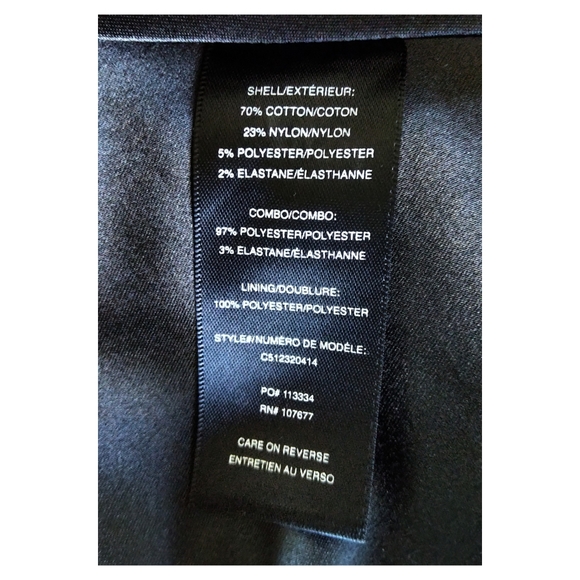 SHELL/EXTÉRIEUR:
70% COTTON/COTON
23% NYLON/NYLON
5% POLYESTER/POLYESTER
2% ELASTANE/ÉLASTHANNE
COMBO/COMBO:
97% POLYESTER/POLYESTER
3% ELASTANE/ÉLASTHANNE
LINING/DOUBLURE:
100% POLYESTER/POLYESTER
STYLE#/NUMÉRO DE MODÈLE:
C512320414
PO# 113334
RN# 107677
CARE ON REVERSE
ENTRETIEN AU VERSO